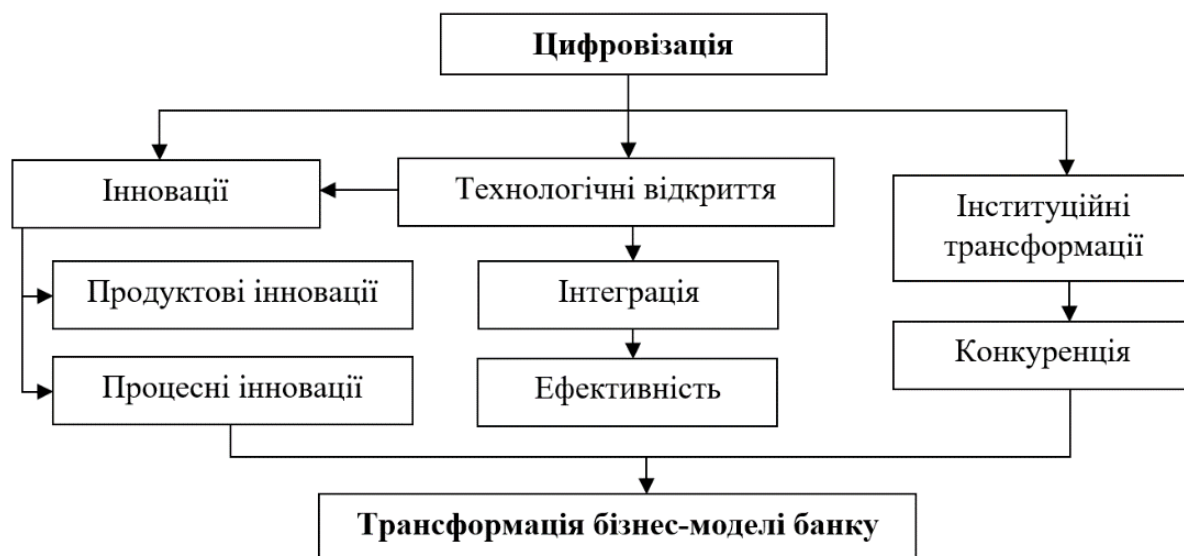 Цифровізація
Інновації
Технологічні відкриття
Інституційні
трансформації
Продуктові інновації
Інтеграція
Конкуренція
Процесні інновації
Ефективність
Трансформація бізнес-моделі банку